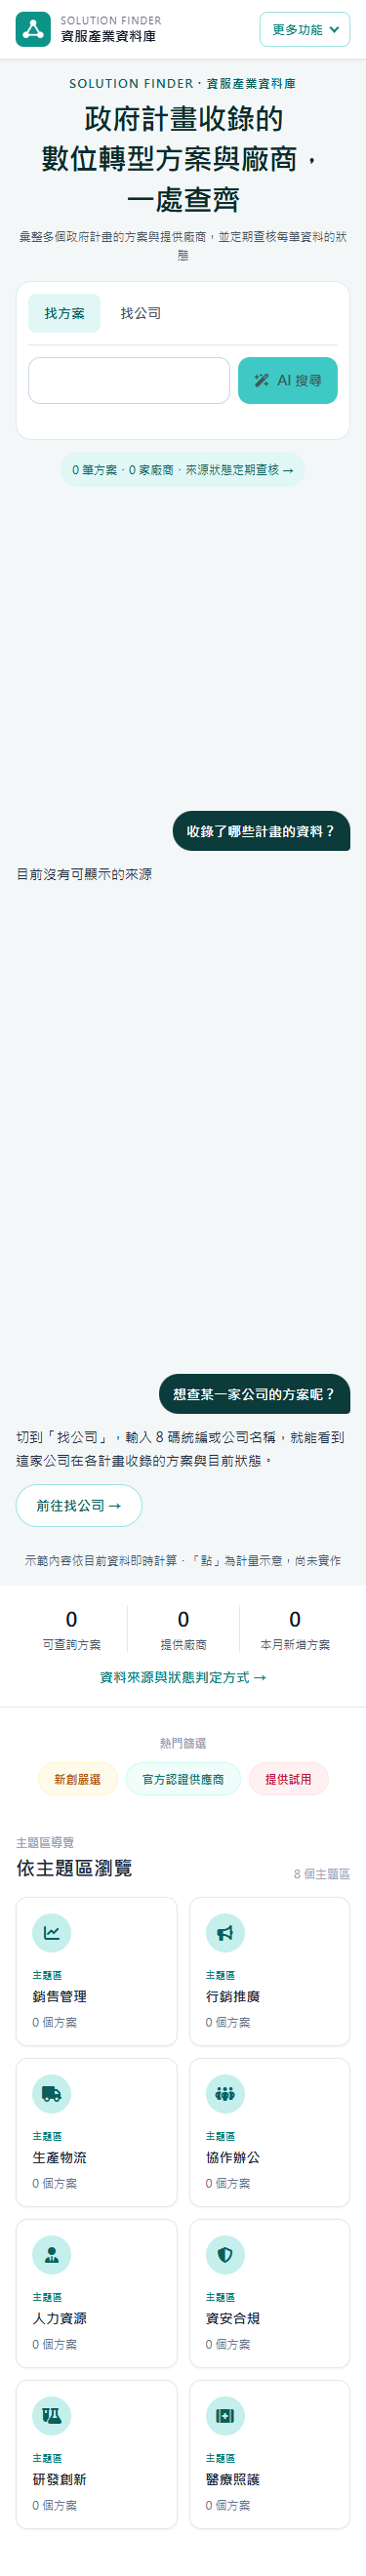 SOLUTION FINDER
資服產業資料庫
更多功能
SOLUTION FINDER · 資服產業資料庫
政府計畫收錄的
數位轉型方案與廠商，
一處查齊
彙整多個政府計畫的方案與提供廠商，並定期查核每筆資料的狀
態
找方案
找公司
AI 搜尋
0 筆方案 · 0 家廠商 · 來源狀態定期查核 →
收錄了哪些計畫的資料？
目前沒有可顯示的來源
想查某一家公司的方案呢？
切到「找公司」，輸入 8 碼統編或公司名稱，就能看到
這家公司在各計畫收錄的方案與目前狀態。
前往找公司 →
示範內容依目前資料即時計算 · 「點」為計量示意，尚未實作
0
可查詢方案
0
提供廠商
0
本月新增方案
資料來源與狀態判定方式 →
熱門篩選
新創嚴選
官方認證供應商
提供試用
主題區導覽
依主題區瀏覽
8 個主題區
主題區
銷售管理
0 個方案
主題區
行銷推廣
0 個方案
主題區
生產物流
0 個方案
主題區
協作辦公
0 個方案
主題區
人力資源
0 個方案
主題區
資安合規
0 個方案
主題區
研發創新
0 個方案
主題區
醫療照護
0 個方案